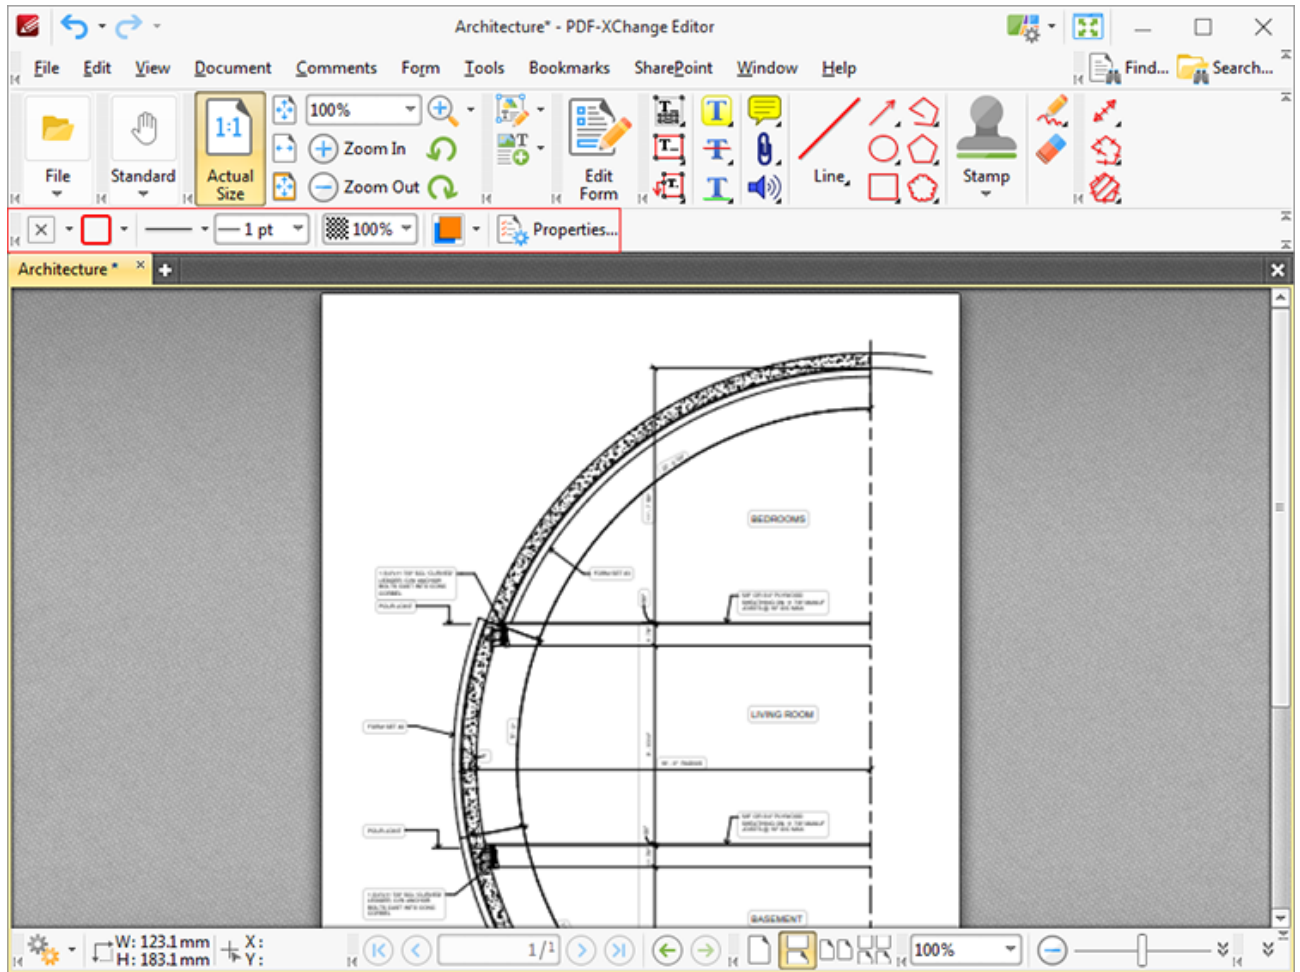 Architecture* - PDF-XChange Editor
File Edit View Document Comments Form Tools Bookmarks SharePoint Window Help
Find... Search...
100%
1:1
Zoom In
Zoom Out
File
Standard
Actual
Size
Edit
Form
Line
Stamp
1 pt
100%
Properties...
Architecture *
BEDROOMS
LIVING ROOM
BASEMENT
W: 123.1 mm
H: 183.1 mm
X:
Y:
1/1
100%